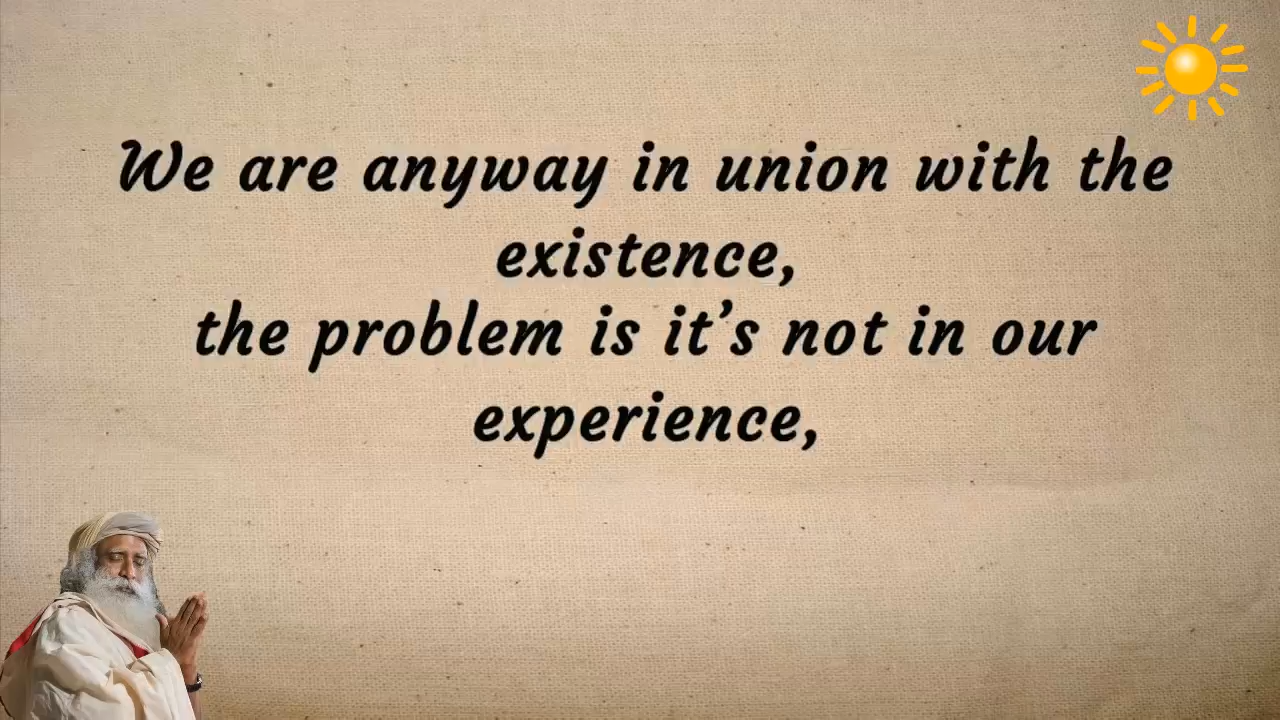 We are anyway in union with the
existence,
the problem is it’s not in our
experience,